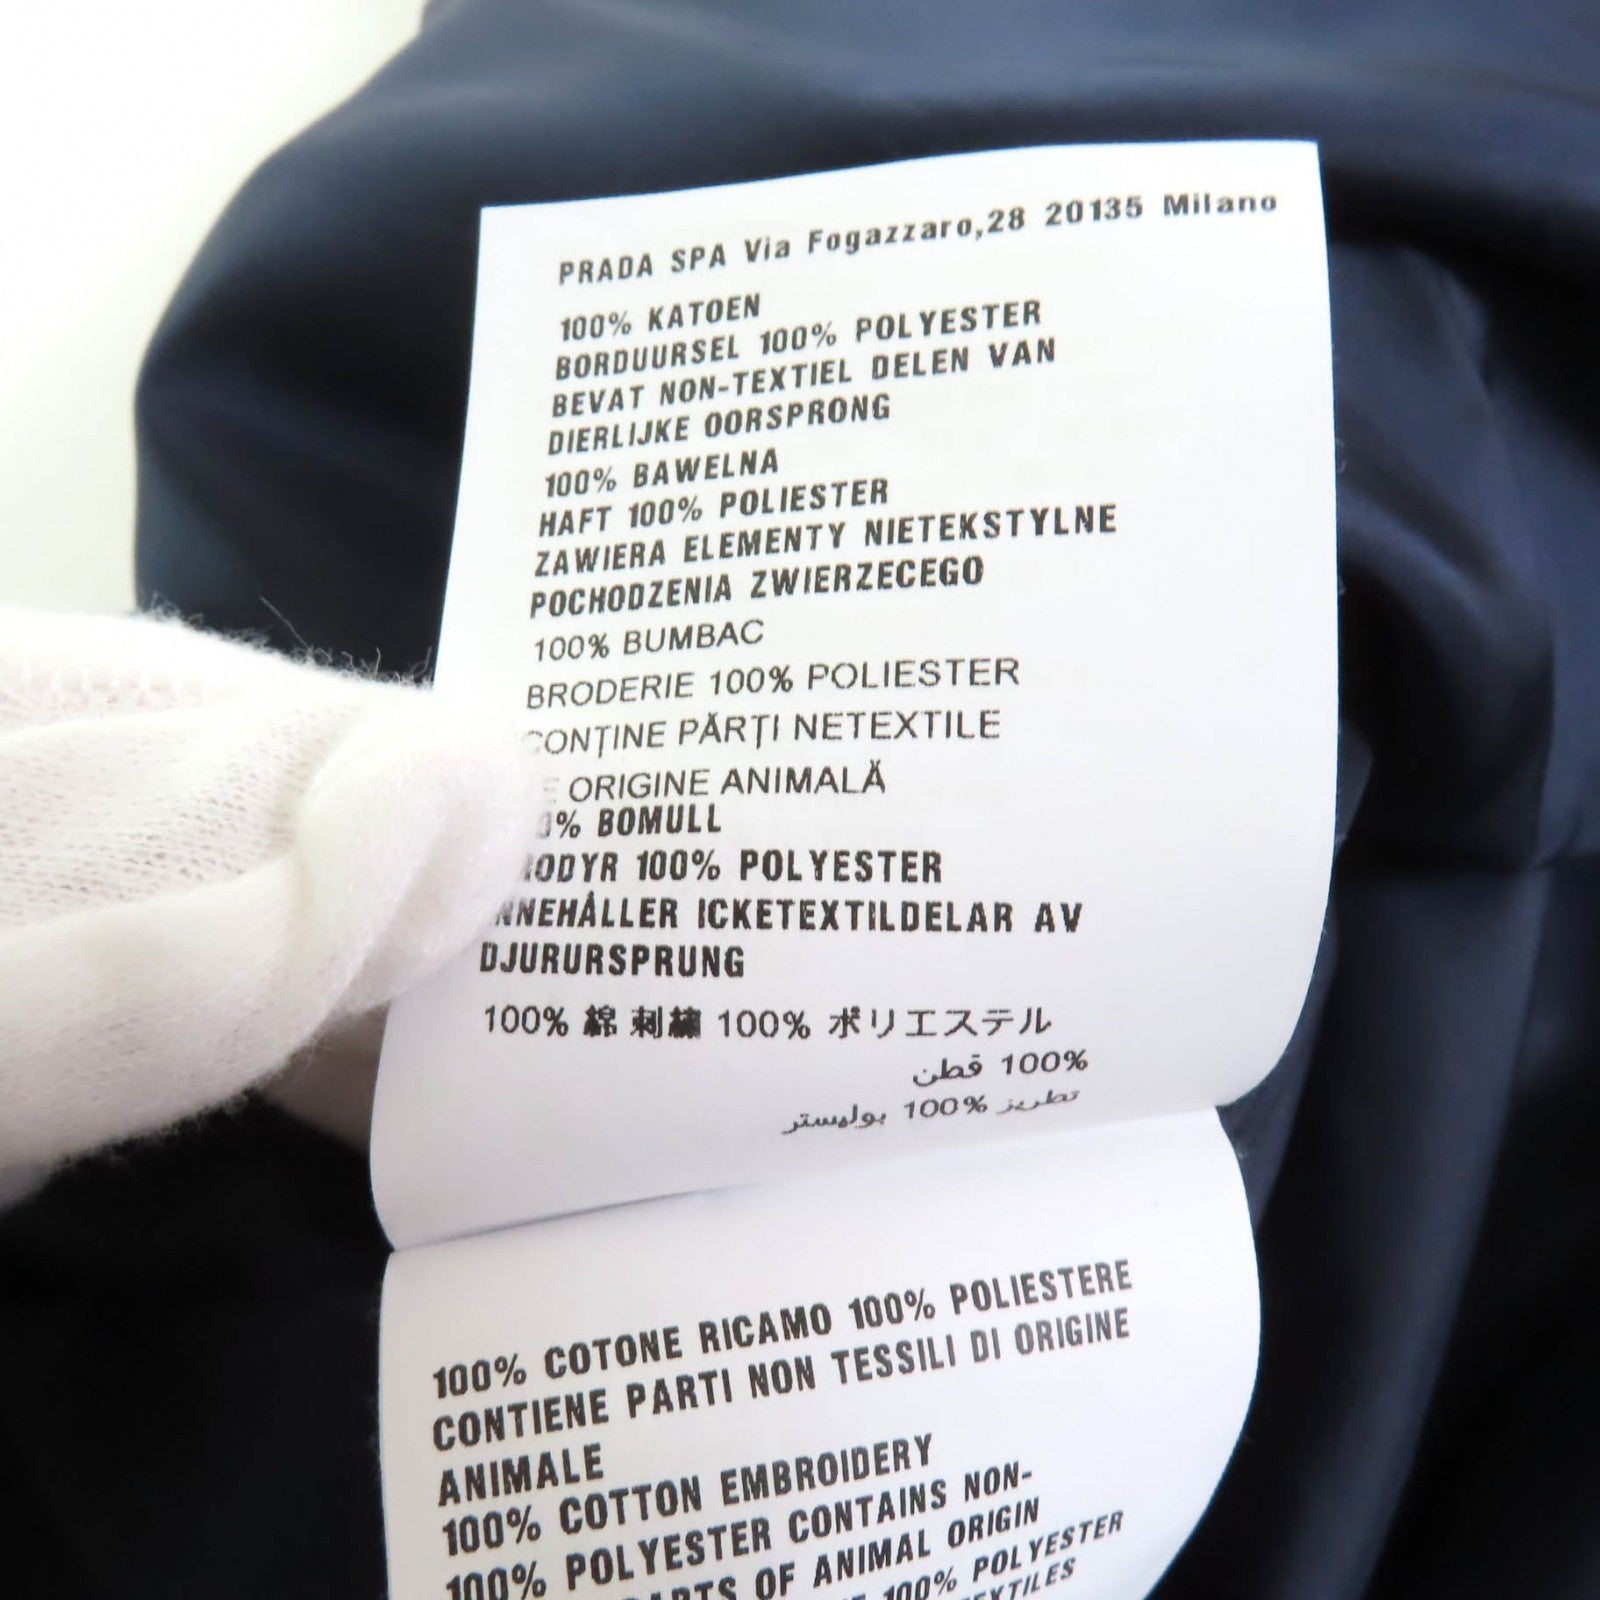 PRADA SPA Via Fogazzaro,28 20135 Milano
100% KATOEN
BORDUURSEL 100% POLYESTER
BEVAT NON-TEXTIEL DELEN VAN
DIERLIJKE OORSPRONG
100% BAWELNA
HAFT 100% POLIESTER
ZAWIERA ELEMENTY NIETEKSTYLNE
POCHODZENIA ZWIERZECEGO
100% BUMBAC
BRODERIE 100% POLIESTER
CONȚINE PĂRȚI NETEXTILE
ORIGINE ANIMALĂ
BOMULL
100% POLYESTER
INNEHÅLLER ICKETEXTILDELAR AV
DJURURSPRUNG
100% 綿 刺繍 100% ポリエステル
100% قطن
تطريز 100% بوليستر
100% COTONE RICAMO 100% POLIESTERE
CONTIENE PARTI NON TESSILI DI ORIGINE
ANIMALE
100% COTTON EMBROIDERY
100% POLYESTER CONTAINS NON-
PARTS OF ANIMAL ORIGIN
100% POLYESTER